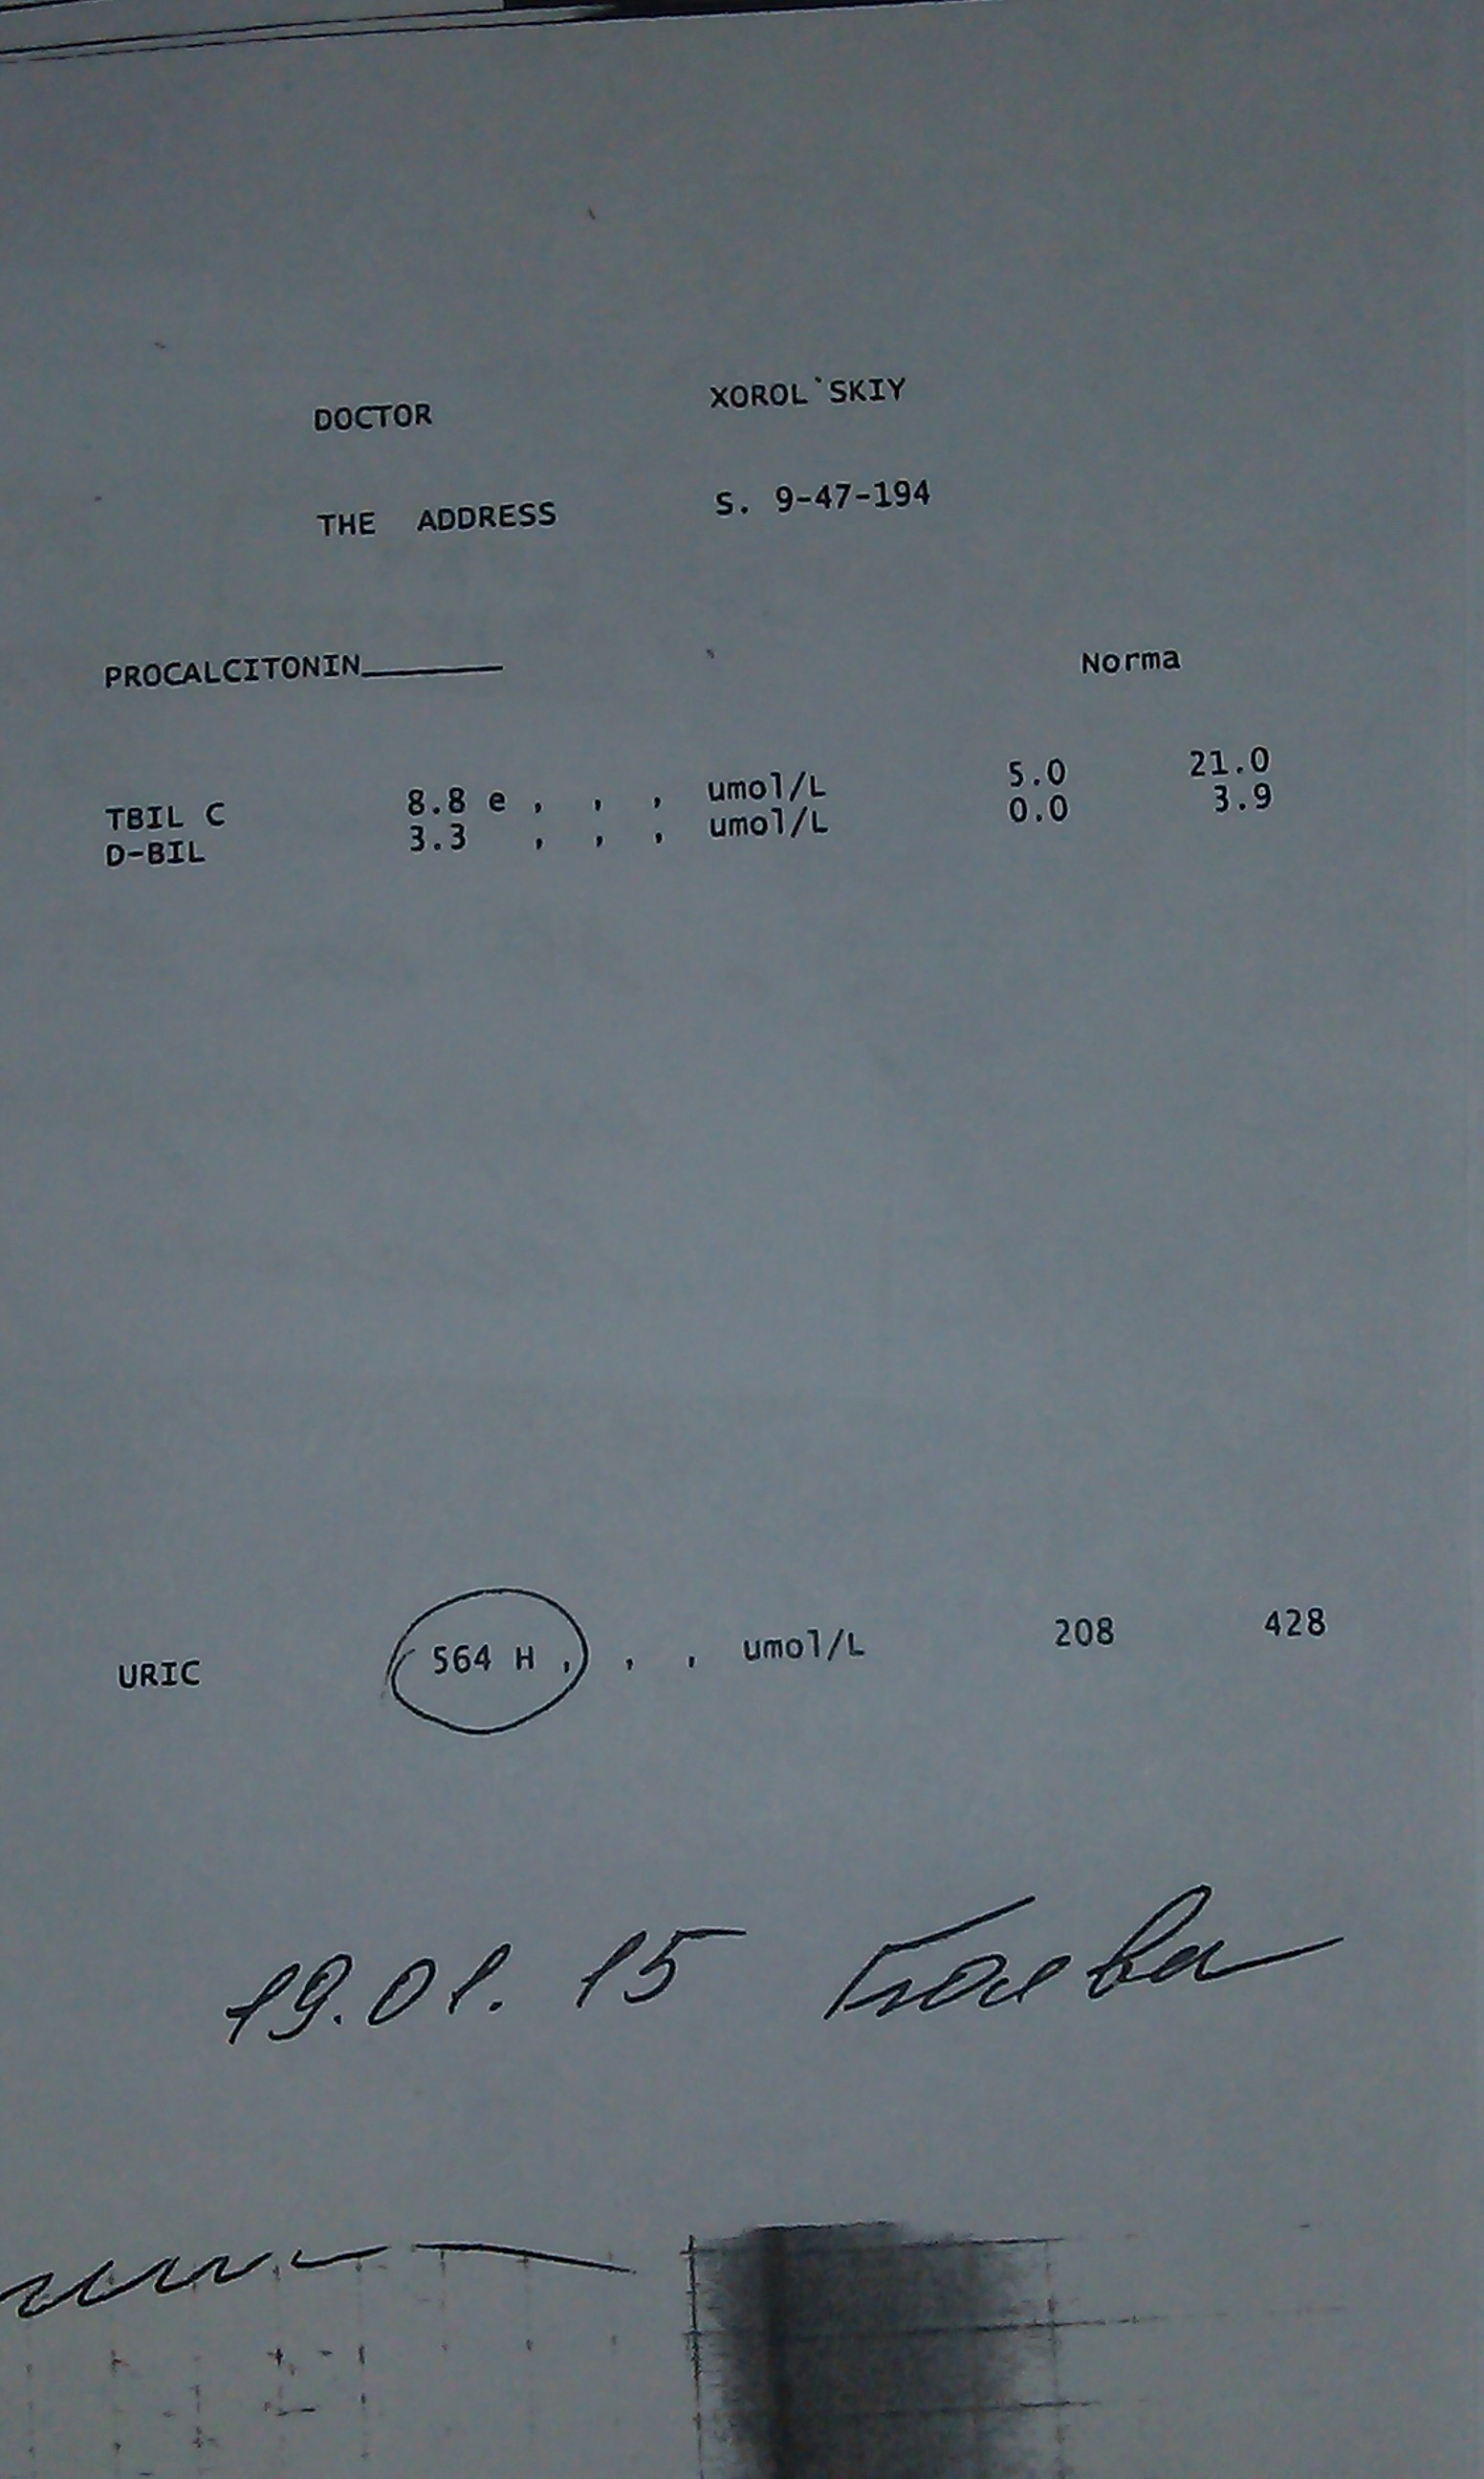 DOCTOR XOROL`SKIY
THE ADDRESS S. 9-47-194
PROCALCITONIN_______ Norma
TBIL C 8.8 e , , , umol/L 5.0 21.0
D-BIL 3.3 , , , umol/L 0.0 3.9
URIC 564 H , , , umol/L 208 428
19.01.15